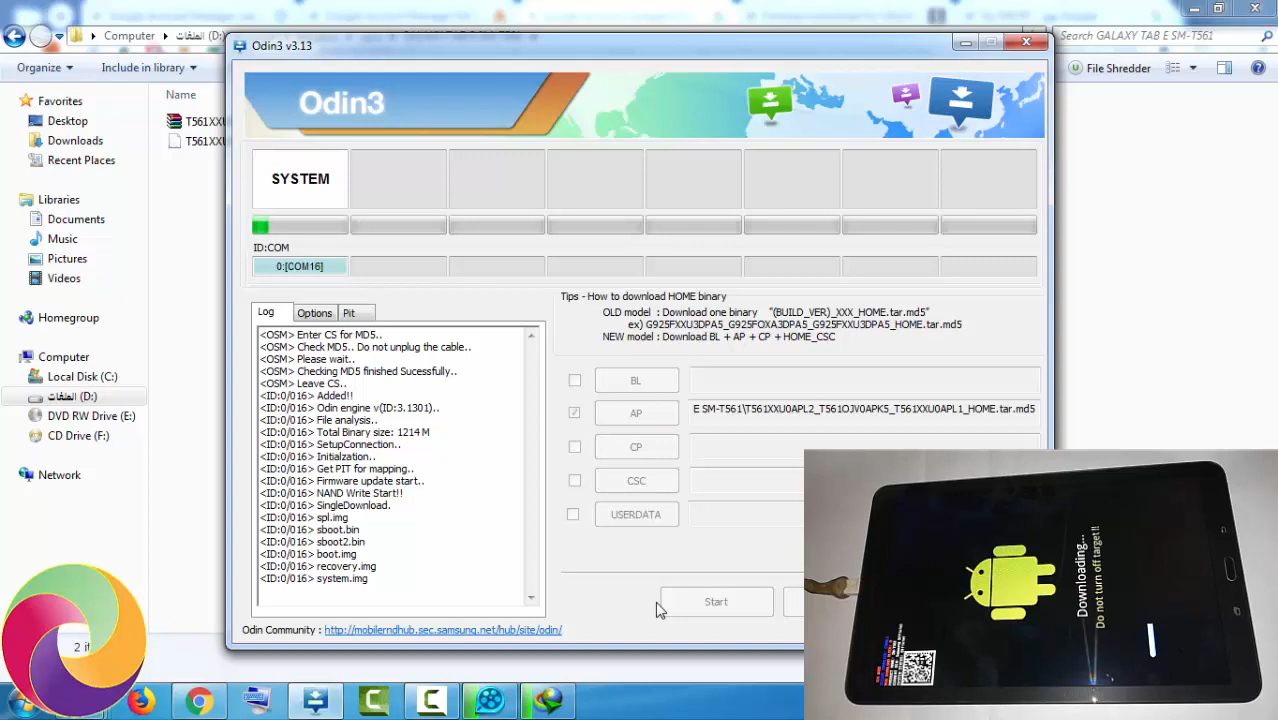 Computer
الملفات (D:)
Search GALAXY TAB E SM-T561
Odin3 v3.13
Organize
Include in library
File Shredder
Favorites
Desktop
Downloads
Recent Places
Libraries
Documents
Music
Pictures
Videos
Homegroup
Computer
Local Disk (C:)
الملفات (D:)
DVD RW Drive (E:)
CD Drive (F:)
Network
Name
T561XXU
T561XXU
Odin3
SYSTEM
ID:COM
0:[COM16]
Log
Options
Pit
<OSM> Enter CS for MD5..
<OSM> Check MD5.. Do not unplug the cable..
<OSM> Please wait..
<OSM> Checking MD5 finished Sucessfully..
<OSM> Leave CS..
<ID:0/016> Added!!
<ID:0/016> Odin engine v(ID:3.1301)..
<ID:0/016> File analysis..
<ID:0/016> Total Binary size: 1214 M
<ID:0/016> SetupConnection..
<ID:0/016> Initialzation..
<ID:0/016> Get PIT for mapping..
<ID:0/016> Firmware update start..
<ID:0/016> NAND Write Start!!
<ID:0/016> SingleDownload.
<ID:0/016> spl.img
<ID:0/016> sboot.bin
<ID:0/016> sboot2.bin
<ID:0/016> boot.img
<ID:0/016> recovery.img
<ID:0/016> system.img
Tips - How to download HOME binary
OLD model : Download one binary "(BUILD_VER)_XXX_HOME.tar.md5"
ex) G925FXXU3DPA5_G925FOXA3DPA5_G925FXXU3DPA5_HOME.tar.md5
NEW model : Download BL + AP + CP + HOME_CSC
BL
AP
E SM-T561\T561XXU0APL2_T561OJV0APK5_T561XXU0APL1_HOME.tar.md5
CP
CSC
USERDATA
Start
Odin Community : http://mobilerndhub.sec.samsung.net/hub/site/odin/
2 it
Downloading...
Do not turn off target!!